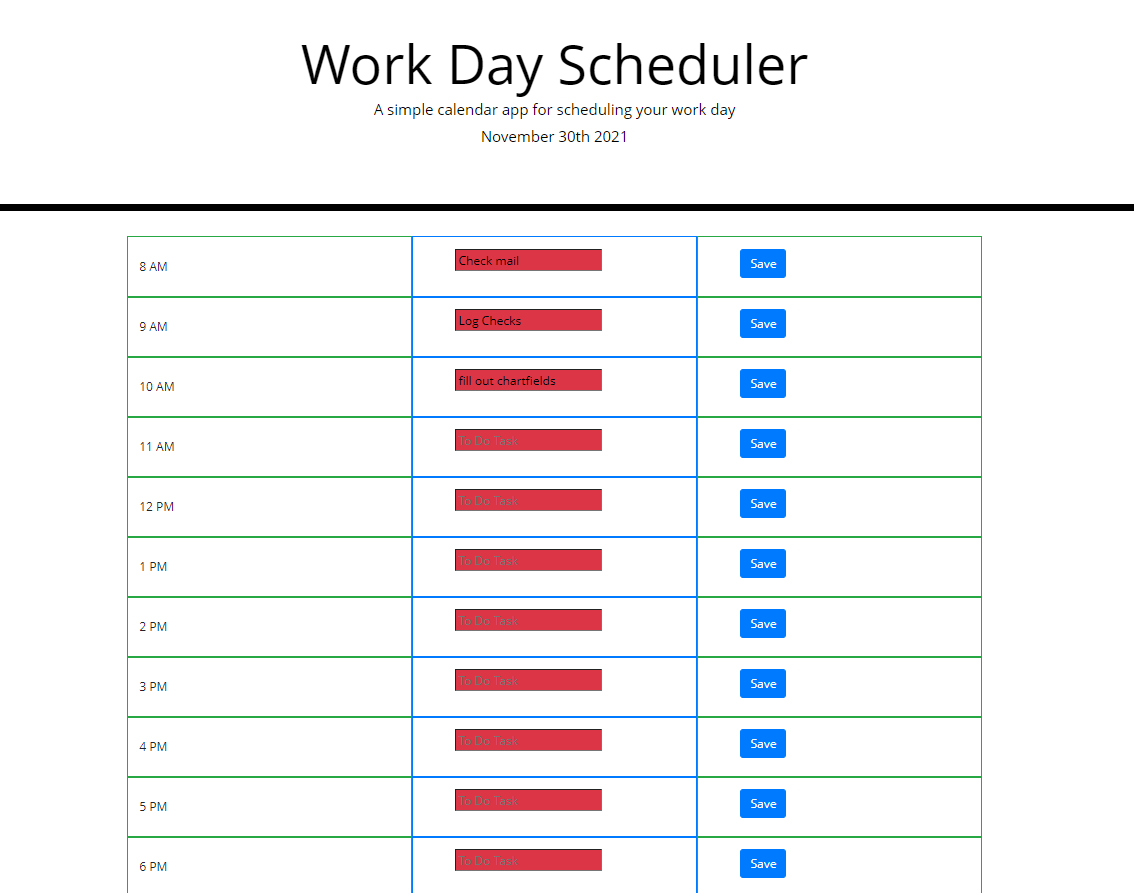 Work Day Scheduler
A simple calendar app for scheduling your work day
November 30th 2021
8 AM Check mail Save
9 AM Log Checks Save
10 AM fill out chartfields Save
11 AM To Do Task Save
12 PM To Do Task Save
1 PM To Do Task Save
2 PM To Do Task Save
3 PM To Do Task Save
4 PM To Do Task Save
5 PM To Do Task Save
6 PM To Do Task Save